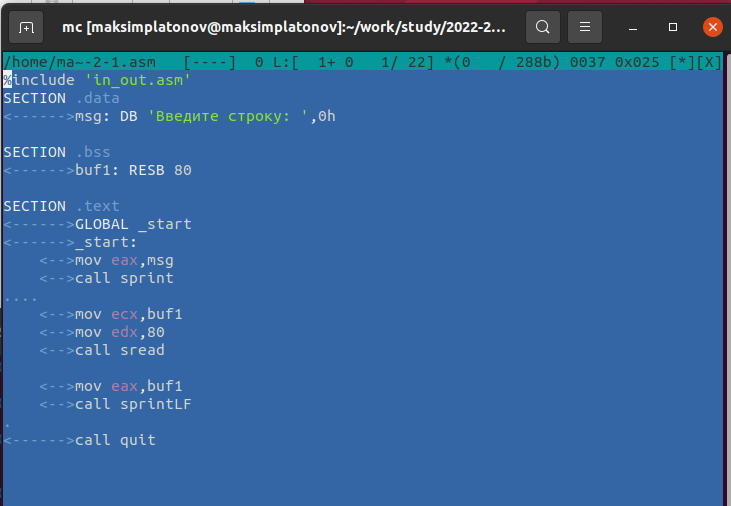 mc [maksimplatonov@maksimplatonov]:~/work/study/2022-2...
/home/ma~-2-1.asm   [----]  0 L:[  1+ 0   1/ 22] *(0   / 288b) 0037 0x025 [*][X]
%include 'in_out.asm'
SECTION .data
<------>msg: DB 'Введите строку: ',0h
SECTION .bss
<------>buf1: RESB 80
SECTION .text
<------>GLOBAL _start
<------>_start:
    <-->mov eax,msg
    <-->call sprint
....
    <-->mov ecx,buf1
    <-->mov edx,80
    <-->call sread
    <-->mov eax,buf1
    <-->call sprintLF
.
<------>call quit